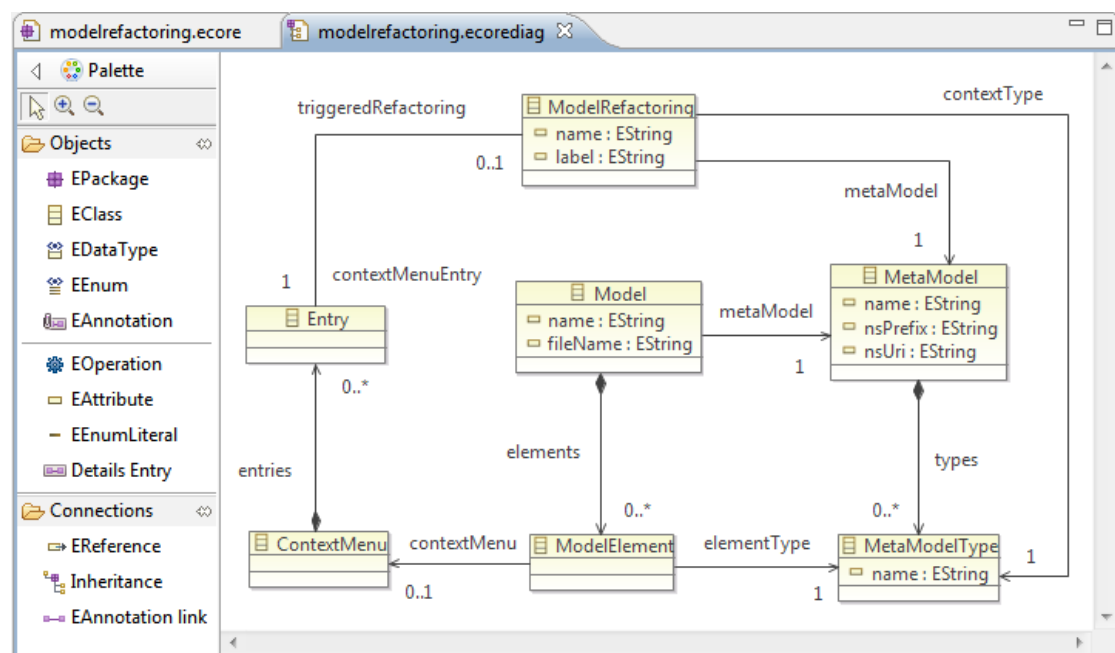 modelrefactoring.ecore
modelrefactoring.ecorediag
Palette
Objects
EPackage
EClass
EDataType
EEnum
EAnnotation
EOperation
EAttribute
EEnumLiteral
Details Entry
Connections
EReference
Inheritance
EAnnotation link
triggeredRefactoring
0..1
ModelRefactoring
name : EString
label : EString
contextType
metaModel
1
1
contextMenuEntry
Entry
0..*
Model
name : EString
fileName : EString
metaModel
1
MetaModel
name : EString
nsPrefix : EString
nsUri : EString
entries
elements
0..*
types
0..*
ContextMenu
contextMenu
0..1
ModelElement
elementType
1
MetaModelType
name : EString
1